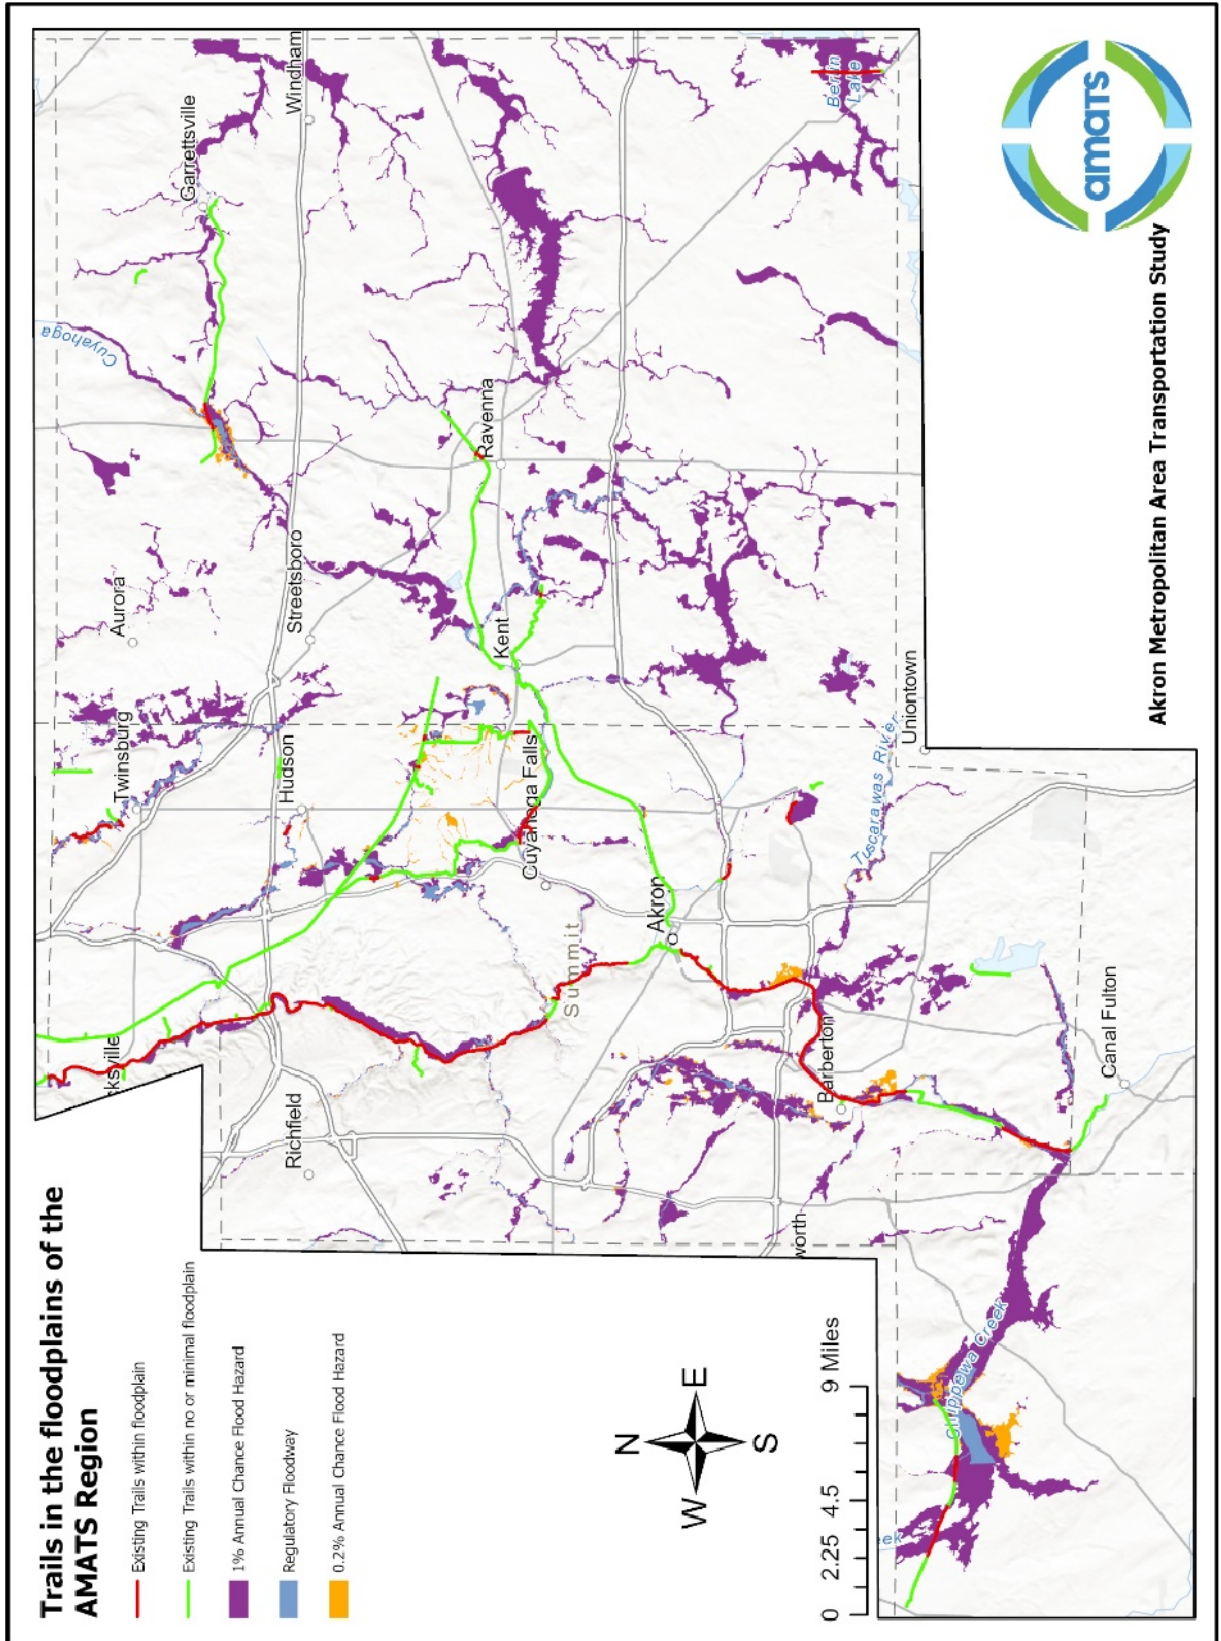 Trails in the floodplains of the
AMATS Region
Existing Trails within floodplain
Existing Trails within no or minimal floodplain
1% Annual Chance Flood Hazard
Regulatory Floodway
0.2% Annual Chance Flood Hazard
N
W
E
S
0
2.25
4.5
9 Miles
ksville
Twinsburg
Aurora
Cuyahoga
Garrettsville
Richfield
Hudson
Streetsboro
Windham
Summit
Cuyahoga Falls
Kent
Ravenna
Akron
worth
Barberton
Tuscarawas River
Uniontown
Berlin
Lake
eek
Chippewa Creek
Canal Fulton
amats
Akron Metropolitan Area Transportation Study